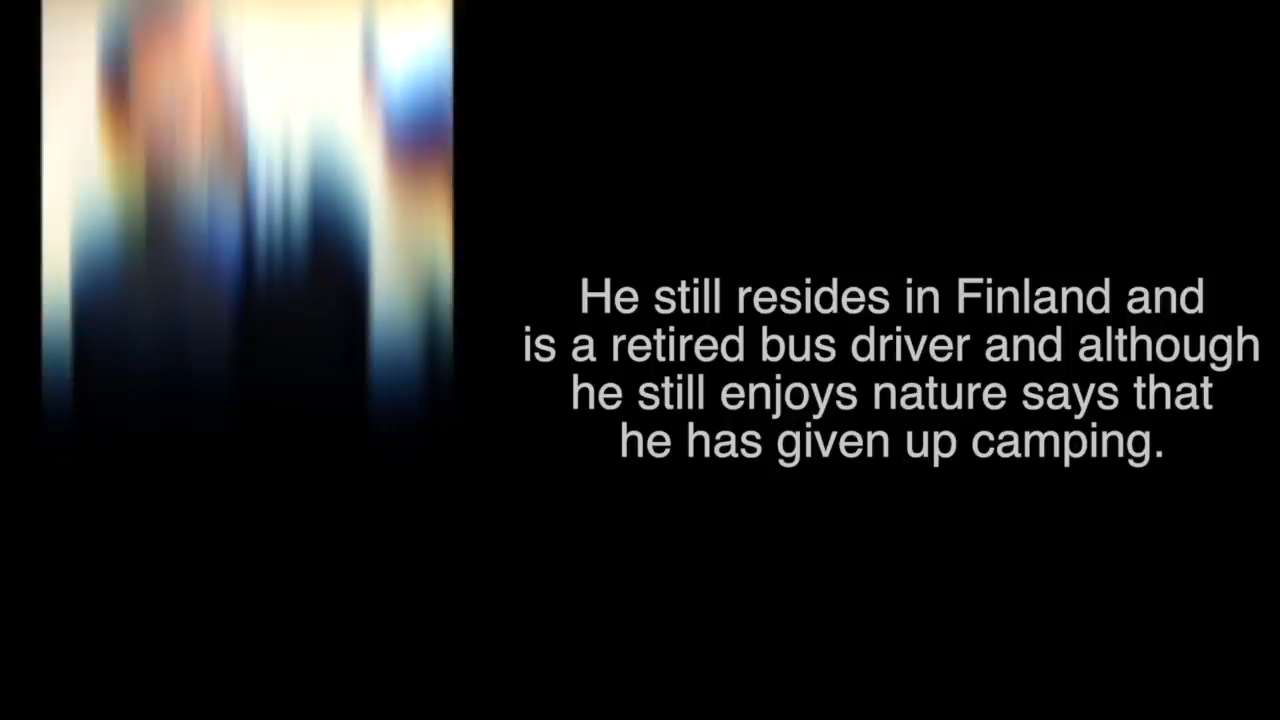 He still resides in Finland and
is a retired bus driver and although
he still enjoys nature says that
he has given up camping.